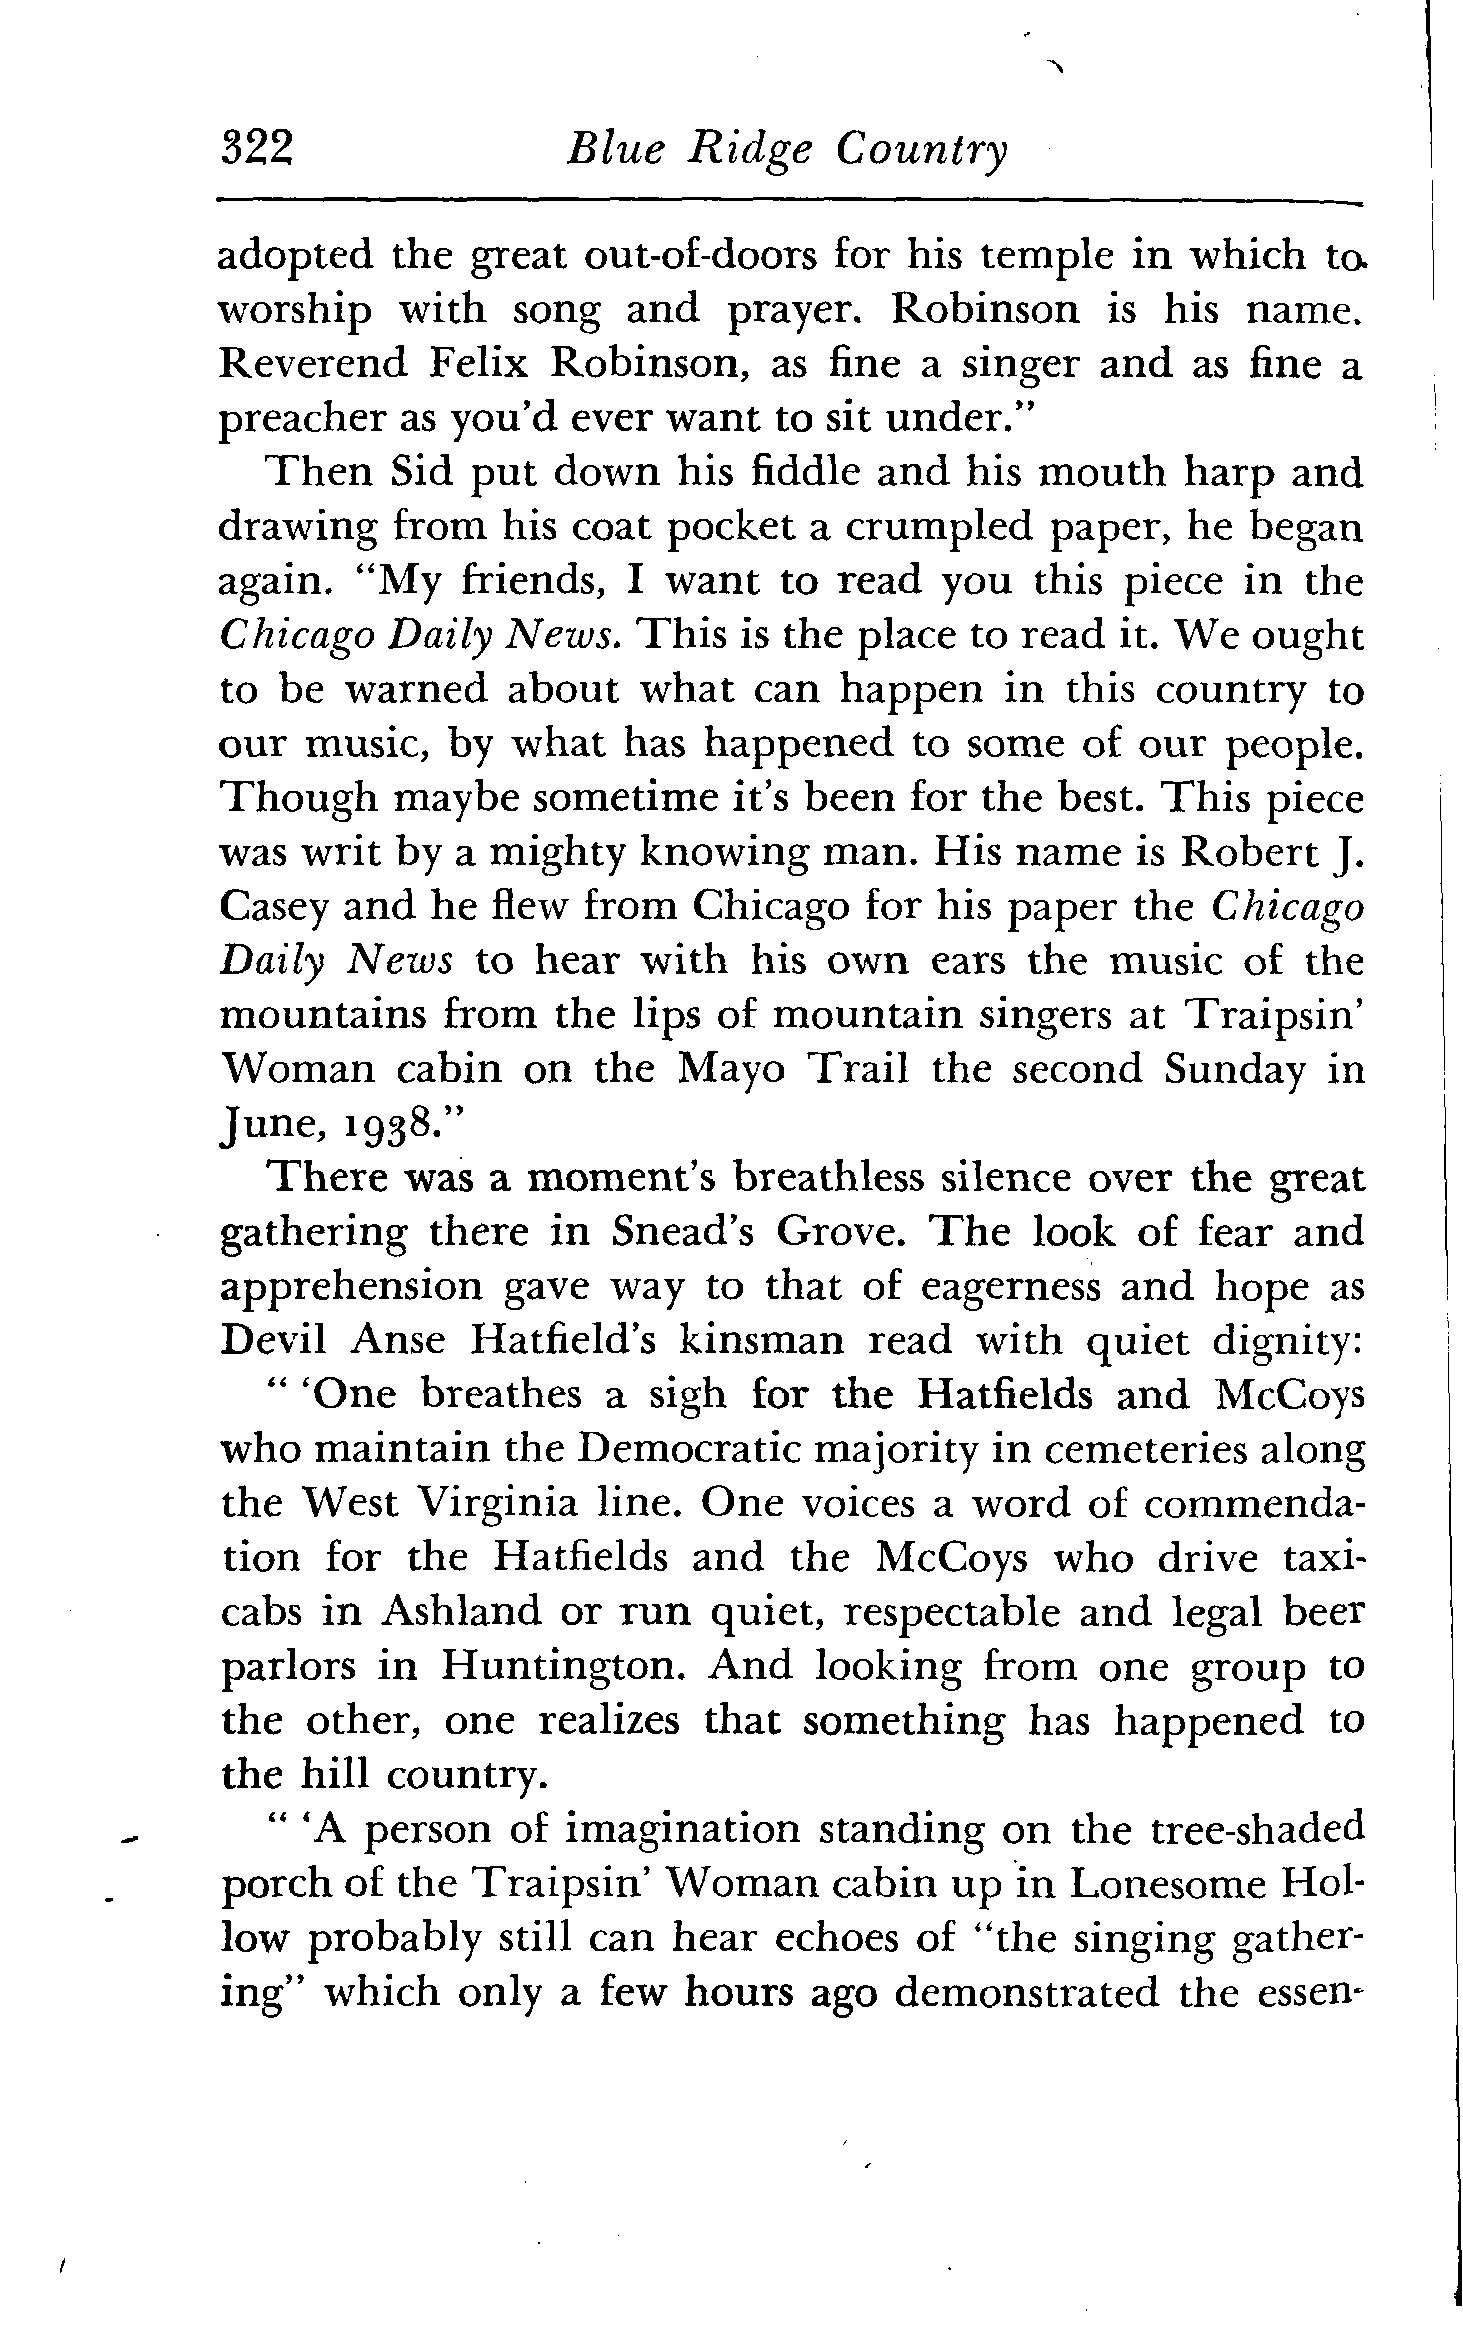 322 Blue Ridge Country
adopted the great out-of-doors for his temple in which to
worship with song and prayer. Robinson is his name.
Reverend Felix Robinson, as fine a singer and as fine a
preacher as you'd ever want to sit under."
Then Sid put down his fiddle and his mouth harp and
drawing from his coat pocket a crumpled paper, he began
again. "My friends, I want to read you this piece in the
Chicago Daily News. This is the place to read it. We ought
to be warned about what can happen in this country to
our music, by what has happened to some of our people.
Though maybe sometime it's been for the best. This piece
was writ by a mighty knowing man. His name is Robert J.
Casey and he flew from Chicago for his paper the Chicago
Daily News to hear with his own ears the music of the
mountains from the lips of mountain singers at Traipsin'
Woman cabin on the Mayo Trail the second Sunday in
June, 1938."
There was a moment's breathless silence over the great
gathering there in Snead's Grove. The look of fear and
apprehension gave way to that of eagerness and hope as
Devil Anse Hatfield's kinsman read with quiet dignity:
" 'One breathes a sigh for the Hatfields and McCoys
who maintain the Democratic majority in cemeteries along
the West Virginia line. One voices a word of commenda-
tion for the Hatfields and the McCoys who drive taxi-
cabs in Ashland or run quiet, respectable and legal beer
parlors in Huntington. And looking from one group to
the other, one realizes that something has happened to
the hill country.
" 'A person of imagination standing on the tree-shaded
porch of the Traipsin' Woman cabin up in Lonesome Hol-
low probably still can hear echoes of "the singing gather-
ing" which only a few hours ago demonstrated the essen-